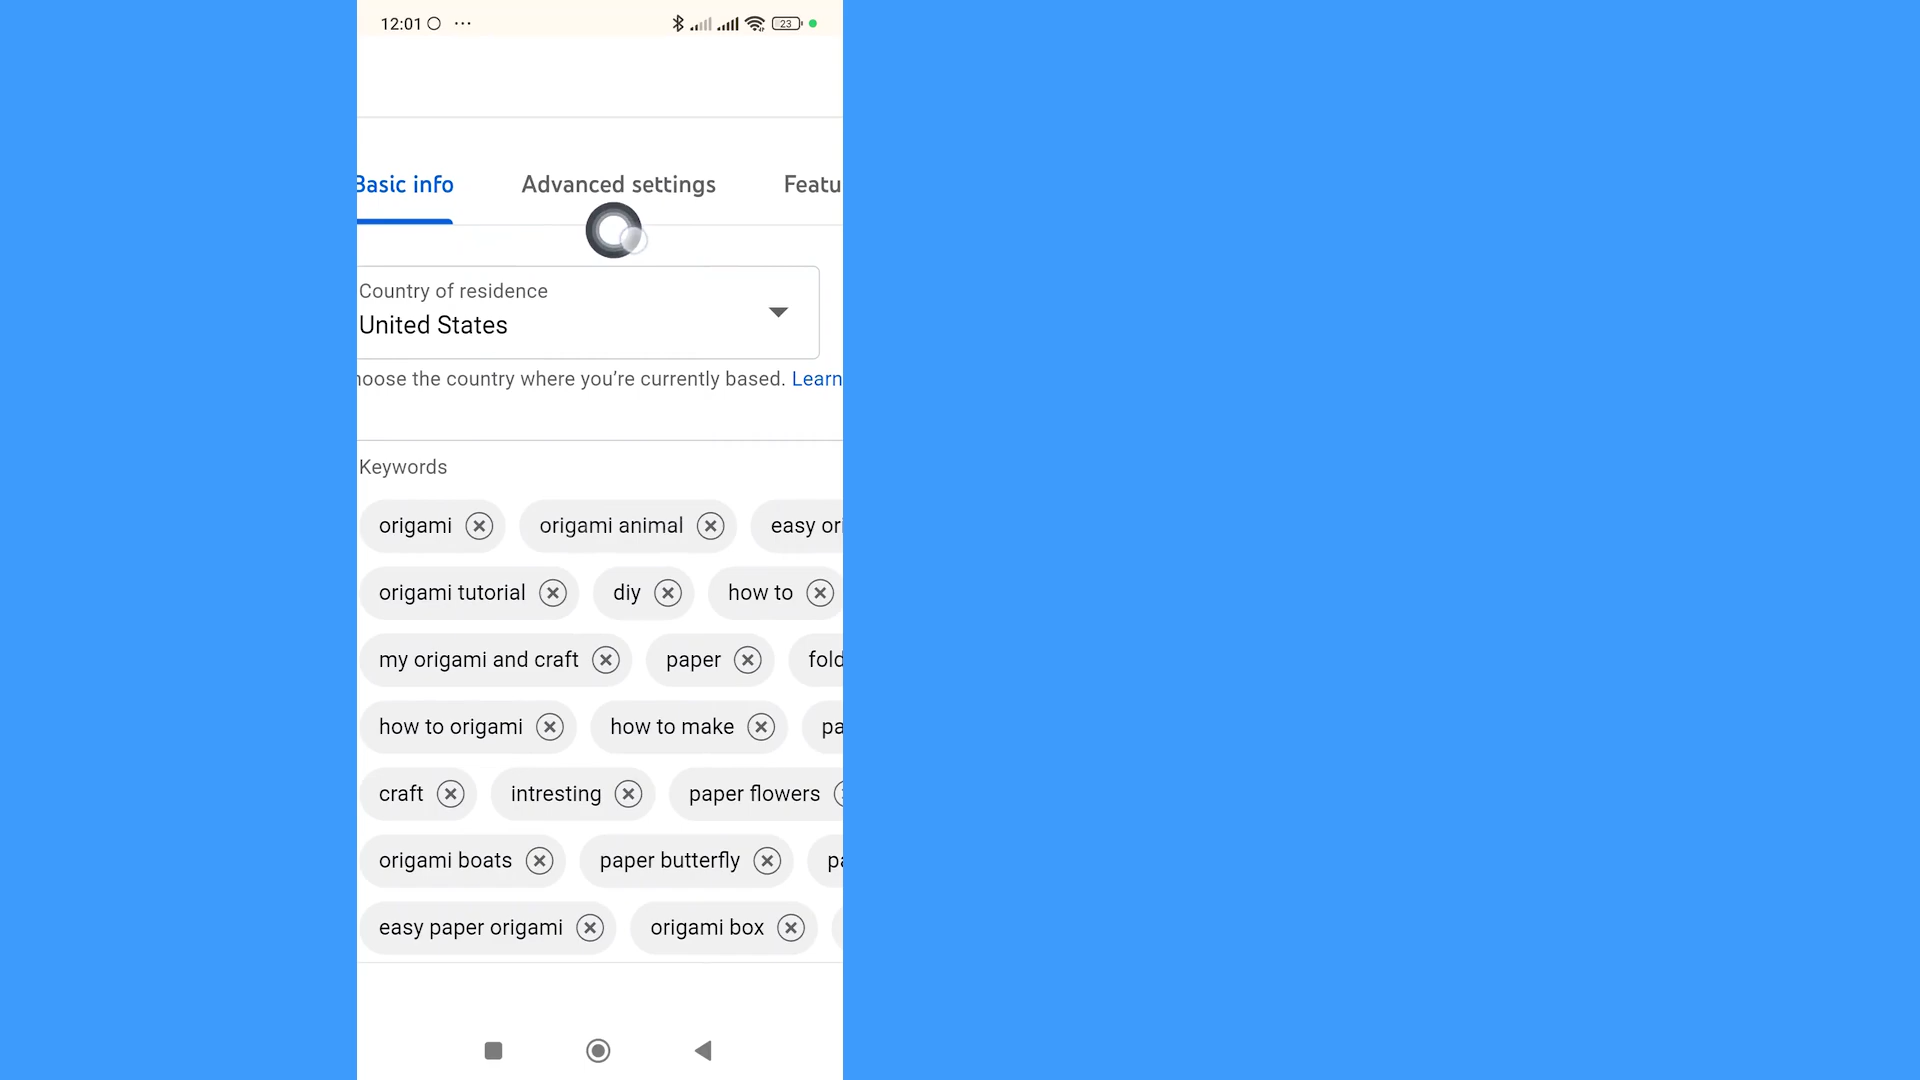 12:01
23
Basic info Advanced settings Featu
Country of residence
United States
hoose the country where you're currently based. Learn
Keywords
origami origami animal easy ori
origami tutorial diy how to
my origami and craft paper fold
how to origami how to make pa
craft intresting paper flowers
origami boats paper butterfly pa
easy paper origami origami box